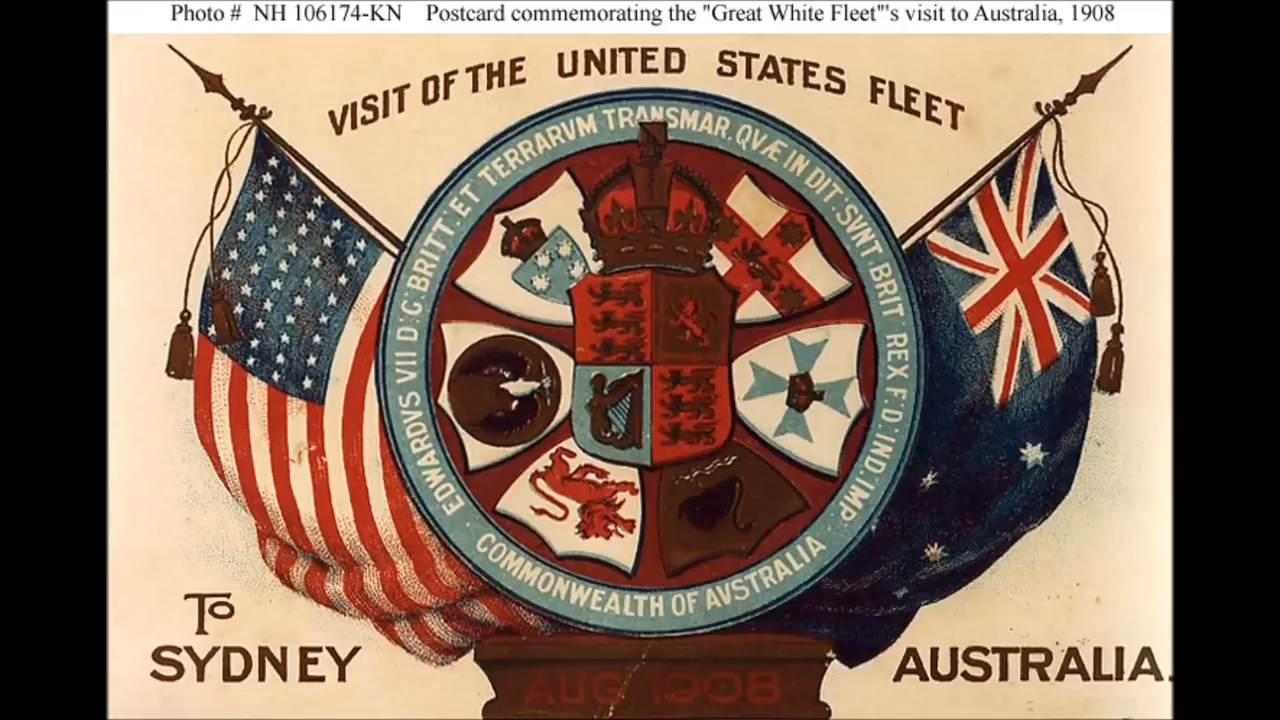 Photo # NH 106174-KN Postcard commemorating the "Great White Fleet"'s visit to Australia, 1908
VISIT OF THE UNITED STATES FLEET
EDWARDVS VII D:G:BRITT:ET TERRARVM TRANSMAR. QVÆ IN DIT: SVNT BRIT REX F:D:IND:IMP
COMMONWEALTH OF AVSTRALIA
To
SYDNEY
AUSTRALIA.
AUG 1908